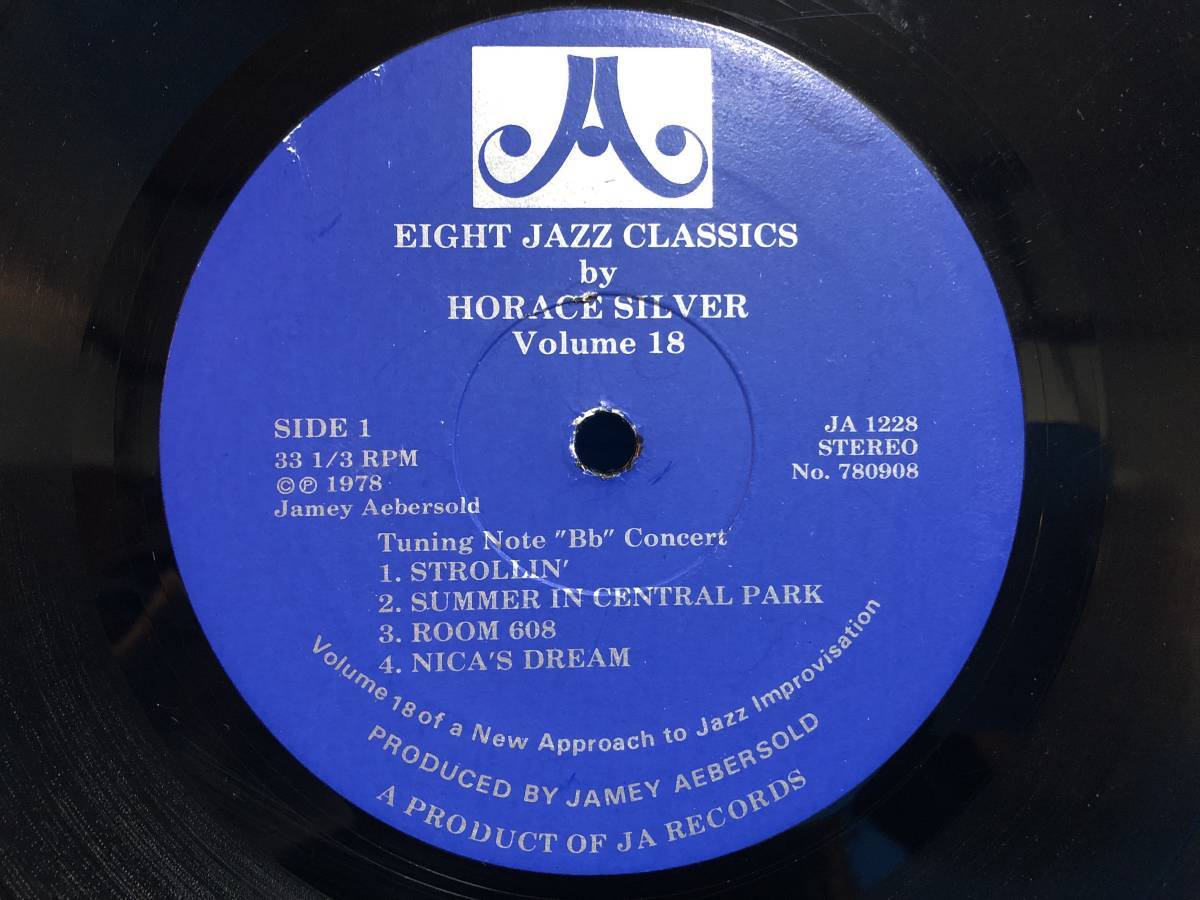 EIGHT JAZZ CLASSICS
by
HORACE SILVER
Volume 18
SIDE 1
33 1/3 RPM
©℗ 1978
Jamey Aebersold
JA 1228
STEREO
No. 780908
Tuning Note "Bb" Concert
1. STROLLIN'
2. SUMMER IN CENTRAL PARK
3. ROOM 608
4. NICA'S DREAM
Volume 18 of a New Approach to Jazz Improvisation
PRODUCED BY JAMEY AEBERSOLD
A PRODUCT OF JA RECORDS